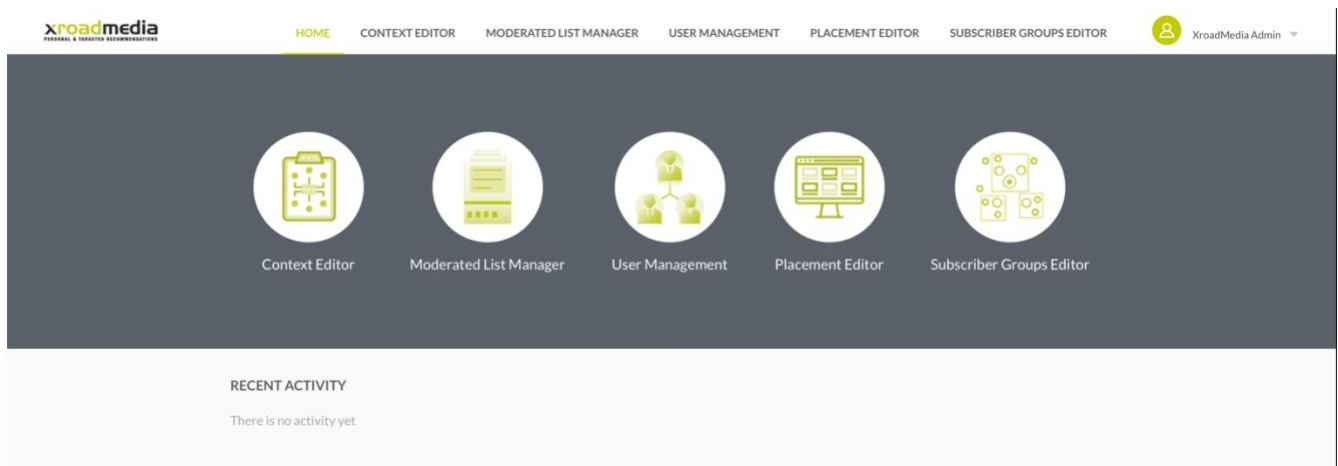 xroadmedia
PERSONAL & TARGETED RECOMMENDATIONS
HOME CONTEXT EDITOR MODERATED LIST MANAGER USER MANAGEMENT PLACEMENT EDITOR SUBSCRIBER GROUPS EDITOR XroadMedia Admin
Context Editor Moderated List Manager User Management Placement Editor Subscriber Groups Editor
RECENT ACTIVITY
There is no activity yet